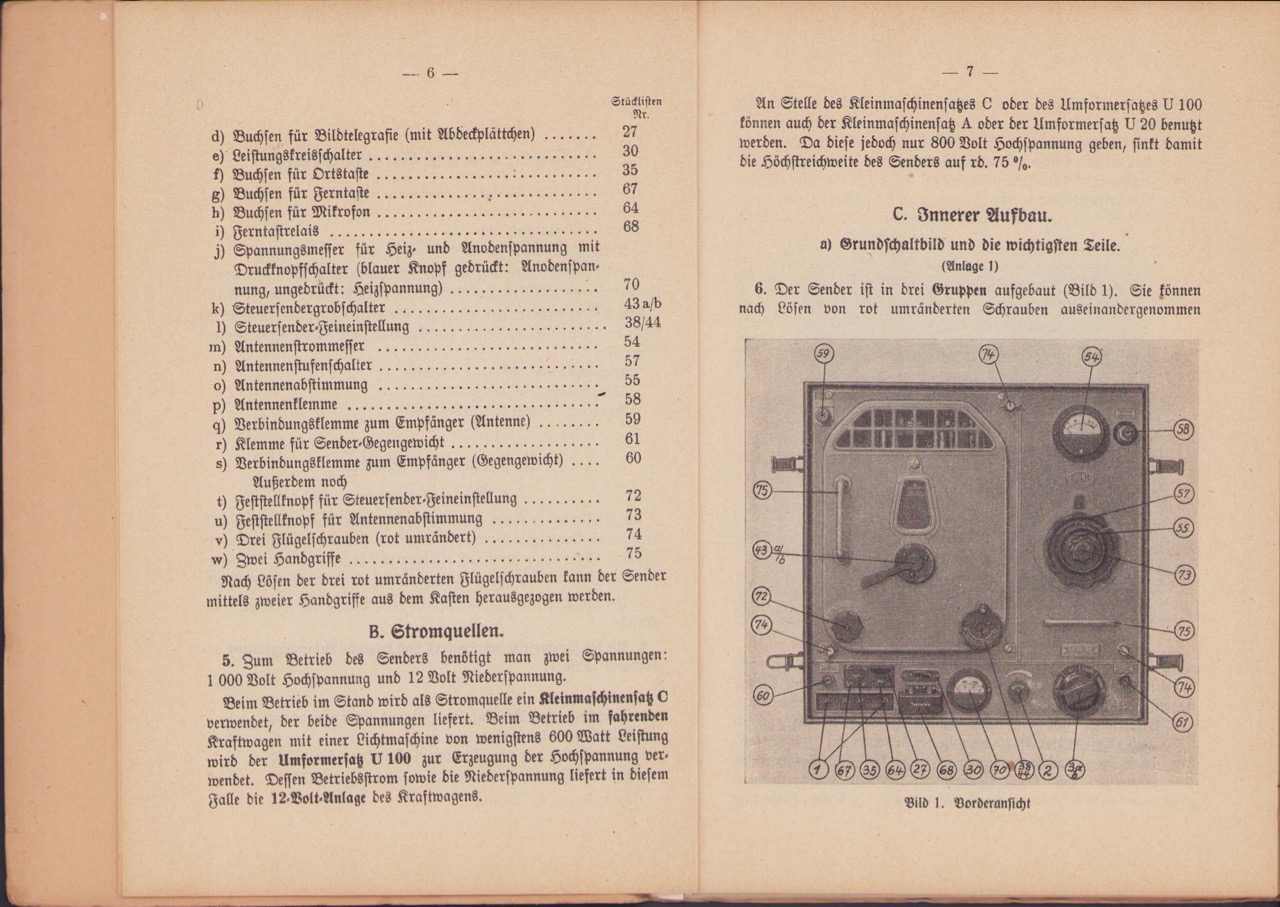 — 6 —
Stücklisten
Nr.
d) Buchsen für Bildtelegrafie (mit Abdeckplättchen) ....... 27
e) Leistungskreisschalter .............................. 30
f) Buchsen für Ortstaste .............................. 35
g) Buchsen für Ferntaste .............................. 67
h) Buchsen für Mikrofon .............................. 64
i) Ferntastrelais .............................. 68
j) Spannungsmesser für Heiz- und Anodenspannung mit
Druckknopfschalter (blauer Knopf gedrückt: Anodenspan-
nung, ungedrückt: Heizspannung) .................. 70
k) Steuersendergrobschalter .......................... 43 a/b
l) Steuersender-Feineinstellung ........................ 38/44
m) Antennenstrommesser .......................... 54
n) Antennenstufenschalter .......................... 57
o) Antennenabstimmung .......................... 55
p) Antennenklemme .............................. 58
q) Verbindungsklemme zum Empfänger (Antenne) ........ 59
r) Klemme für Sender-Gegengewicht .................. 61
s) Verbindungsklemme zum Empfänger (Gegengewicht) .... 60
Außerdem noch
t) Feststellknopf für Steuersender-Feineinstellung .......... 72
u) Feststellknopf für Antennenabstimmung .............. 73
v) Drei Flügelschrauben (rot umrändert) .............. 74
w) Zwei Handgriffe .............................. 75
Nach Lösen der drei rot umränderten Flügelschrauben kann der Sender
mittels zweier Handgriffe aus dem Kasten herausgezogen werden.
B. Stromquellen.
5. Zum Betrieb des Senders benötigt man zwei Spannungen:
1 000 Volt Hochspannung und 12 Volt Niederspannung.
Beim Betrieb im Stand wird als Stromquelle ein Kleinmaschinensatz C
verwendet, der beide Spannungen liefert. Beim Betrieb im fahrenden
Kraftwagen mit einer Lichtmaschine von wenigstens 600 Watt Leistung
wird der Umformersatz U 100 zur Erzeugung der Hochspannung ver-
wendet. Dessen Betriebsstrom sowie die Niederspannung liefert in diesem
Falle die 12-Volt-Anlage des Kraftwagens.
— 7 —
An Stelle des Kleinmaschinensatzes C oder des Umformersatzes U 100
können auch der Kleinmaschinensatz A oder der Umformersatz U 20 benutzt
werden. Da diese jedoch nur 800 Volt Hochspannung geben, sinkt damit
die Höchstreichweite des Senders auf rd. 75 %.
C. Innerer Aufbau.
a) Grundschaltbild und die wichtigsten Teile.
(Anlage 1)
6. Der Sender ist in drei Gruppen aufgebaut (Bild 1). Sie können
nach Lösen von rot umränderten Schrauben auseinandergenommen
59 74 54
58
75
57
55
43 a/b
73
72
74
75
74
60
61
1 67 35 64 27 68 30 70 38/44 2 3a/b
Bild 1. Vorderansicht